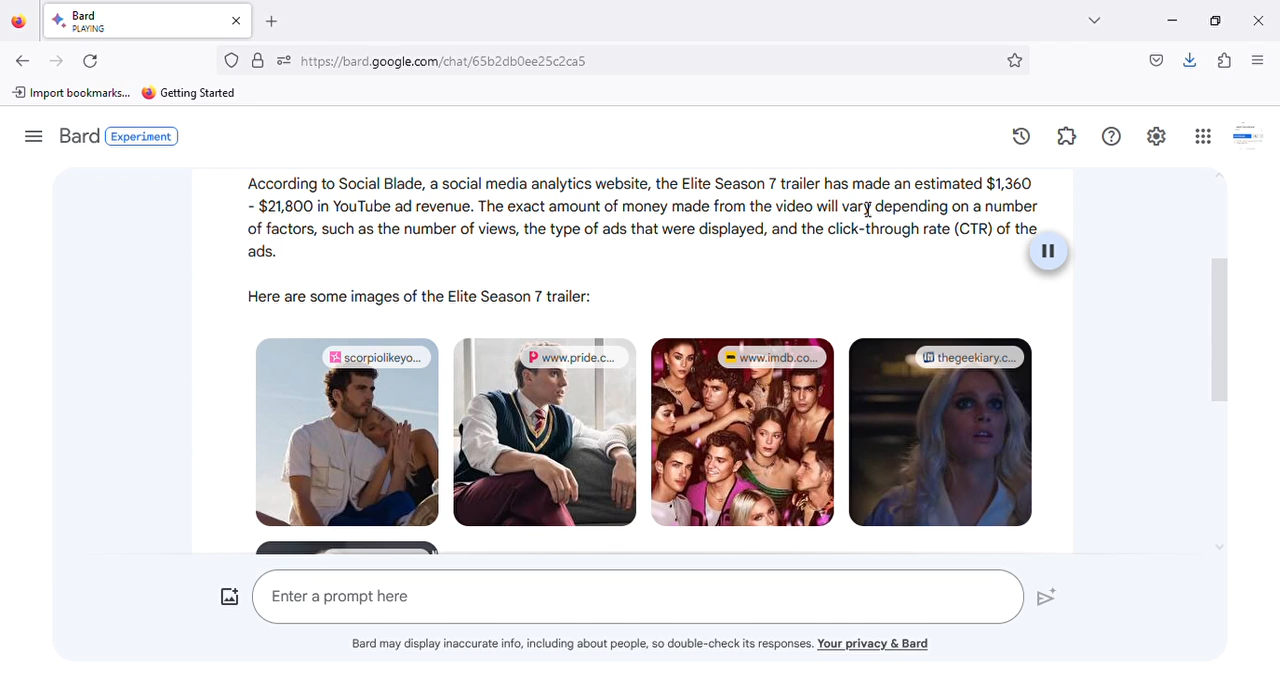 Bard
PLAYING
https://bard.google.com/chat/65b2db0ee25c2ca5
Import bookmarks...
Getting Started
Bard Experiment
According to Social Blade, a social media analytics website, the Elite Season 7 trailer has made an estimated $1,360
- $21,800 in YouTube ad revenue. The exact amount of money made from the video will vary depending on a number
of factors, such as the number of views, the type of ads that were displayed, and the click-through rate (CTR) of the
ads.
Here are some images of the Elite Season 7 trailer:
scorpiolikeyo...
www.pride.c...
www.imdb.co...
thegeekiary.c...
Enter a prompt here
Bard may display inaccurate info, including about people, so double-check its responses. Your privacy & Bard